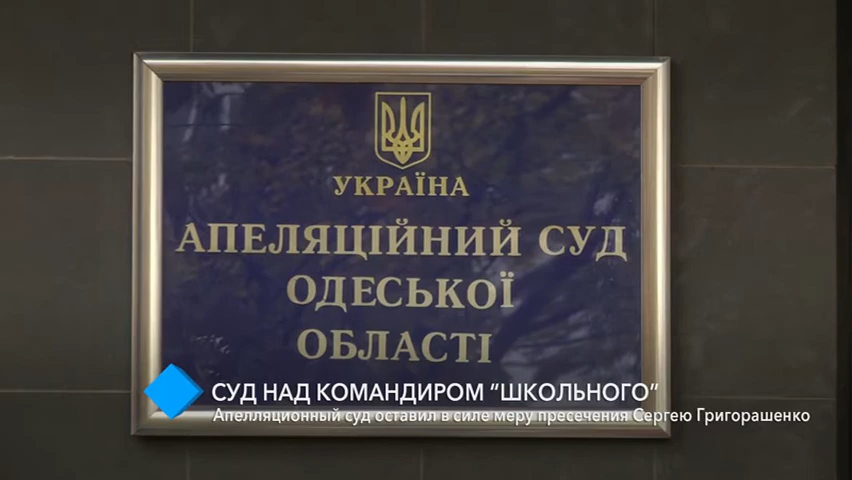 УКРАЇНА
АПЕЛЯЦІЙНИЙ СУД
ОДЕСЬКОЇ
ОБЛАСТІ
СУД НАД КОМАНДИРОМ “ШКОЛЬНОГО”
Апелляционный суд оставил в силе меру пресечения Сергею Григорашенко